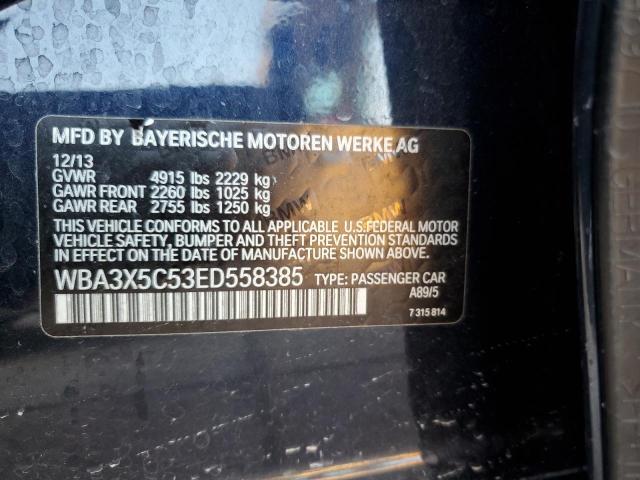 MFD BY BAYERISCHE MOTOREN WERKE AG
12/13
GVWR 4915 lbs 2229 kg
GAWR FRONT 2260 lbs 1025 kg
GAWR REAR 2755 lbs 1250 kg
THIS VEHICLE CONFORMS TO ALL APPLICABLE U.S.FEDERAL MOTOR
VEHICLE SAFETY, BUMPER AND THEFT PREVENTION STANDARDS
IN EFFECT ON THE DATE OF MANUFACTURE SHOWN ABOVE.
WBA3X5C53ED558385 TYPE: PASSENGER CAR
A89/5
7 315 814
BMW
BMW
BMW